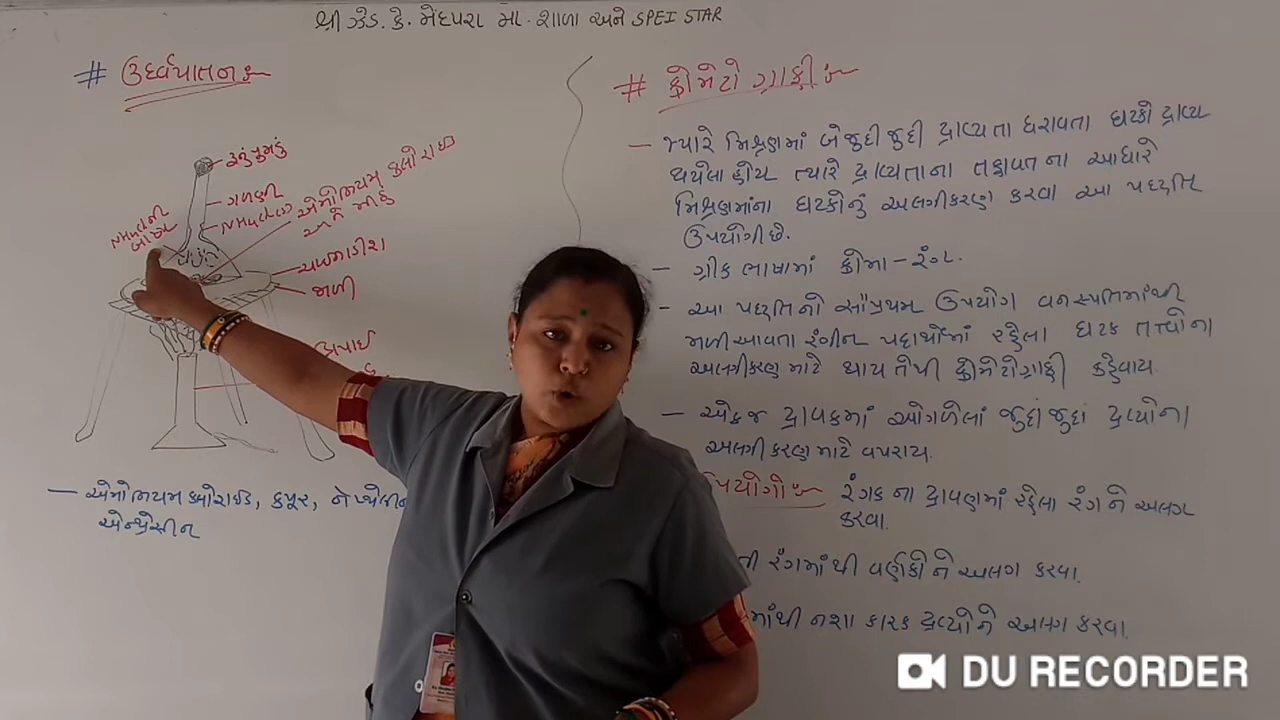 શ્રી ઝેડ. કે. મેંદપરા મા. શાળા અને SPEI STAR
# ઉર્ધ્વપાતન :-
રૂનું પુમડું
ગળણી
એમોનિયમ ક્લોરાઇડ
અને મીઠું
ચાયનાડીશ
જાળી
ત્રિપાઈ
– એમોનિયમ ક્લોરાઈડ, કપૂર, નેપ્થેલીન
એન્થ્રેસીન
# ક્રોમેટોગ્રાફી :-
– જ્યારે મિશ્રણમાં બે જુદી જુદી દ્રાવ્યતા ધરાવતા ઘટકો દ્રાવ્ય
થયેલા હોય ત્યારે દ્રાવ્યતાના તફાવતના આધારે
મિશ્રણમાંના ઘટકોનું અલગીકરણ કરવા આ પદ્ધતિ
ઉપયોગી છે.
– ગ્રીક ભાષામાં ક્રોમા – રંગ.
– આ પદ્ધતિનો સૌપ્રથમ ઉપયોગ વનસ્પતિમાંથી
મળી આવતા રંગીન પદાર્થોમાં રહેલા ઘટક તત્ત્વોના
અલગીકરણ માટે થાય તેથી ક્રોમેટોગ્રાફી કહેવાય.
– એકજ દ્રાવકમાં ઓગળેલાં જુદાં જુદાં દ્રવ્યોના
અલગીકરણ માટે વપરાય.
ઉપયોગો :- રંગકના દ્રાવણમાં રહેલા રંગને અલગ
કરવા.
રંગમાંથી વર્ણકોને અલગ કરવા.
માંથી નશાકારક દ્રવ્યોને અલગ કરવા.
DU RECORDER